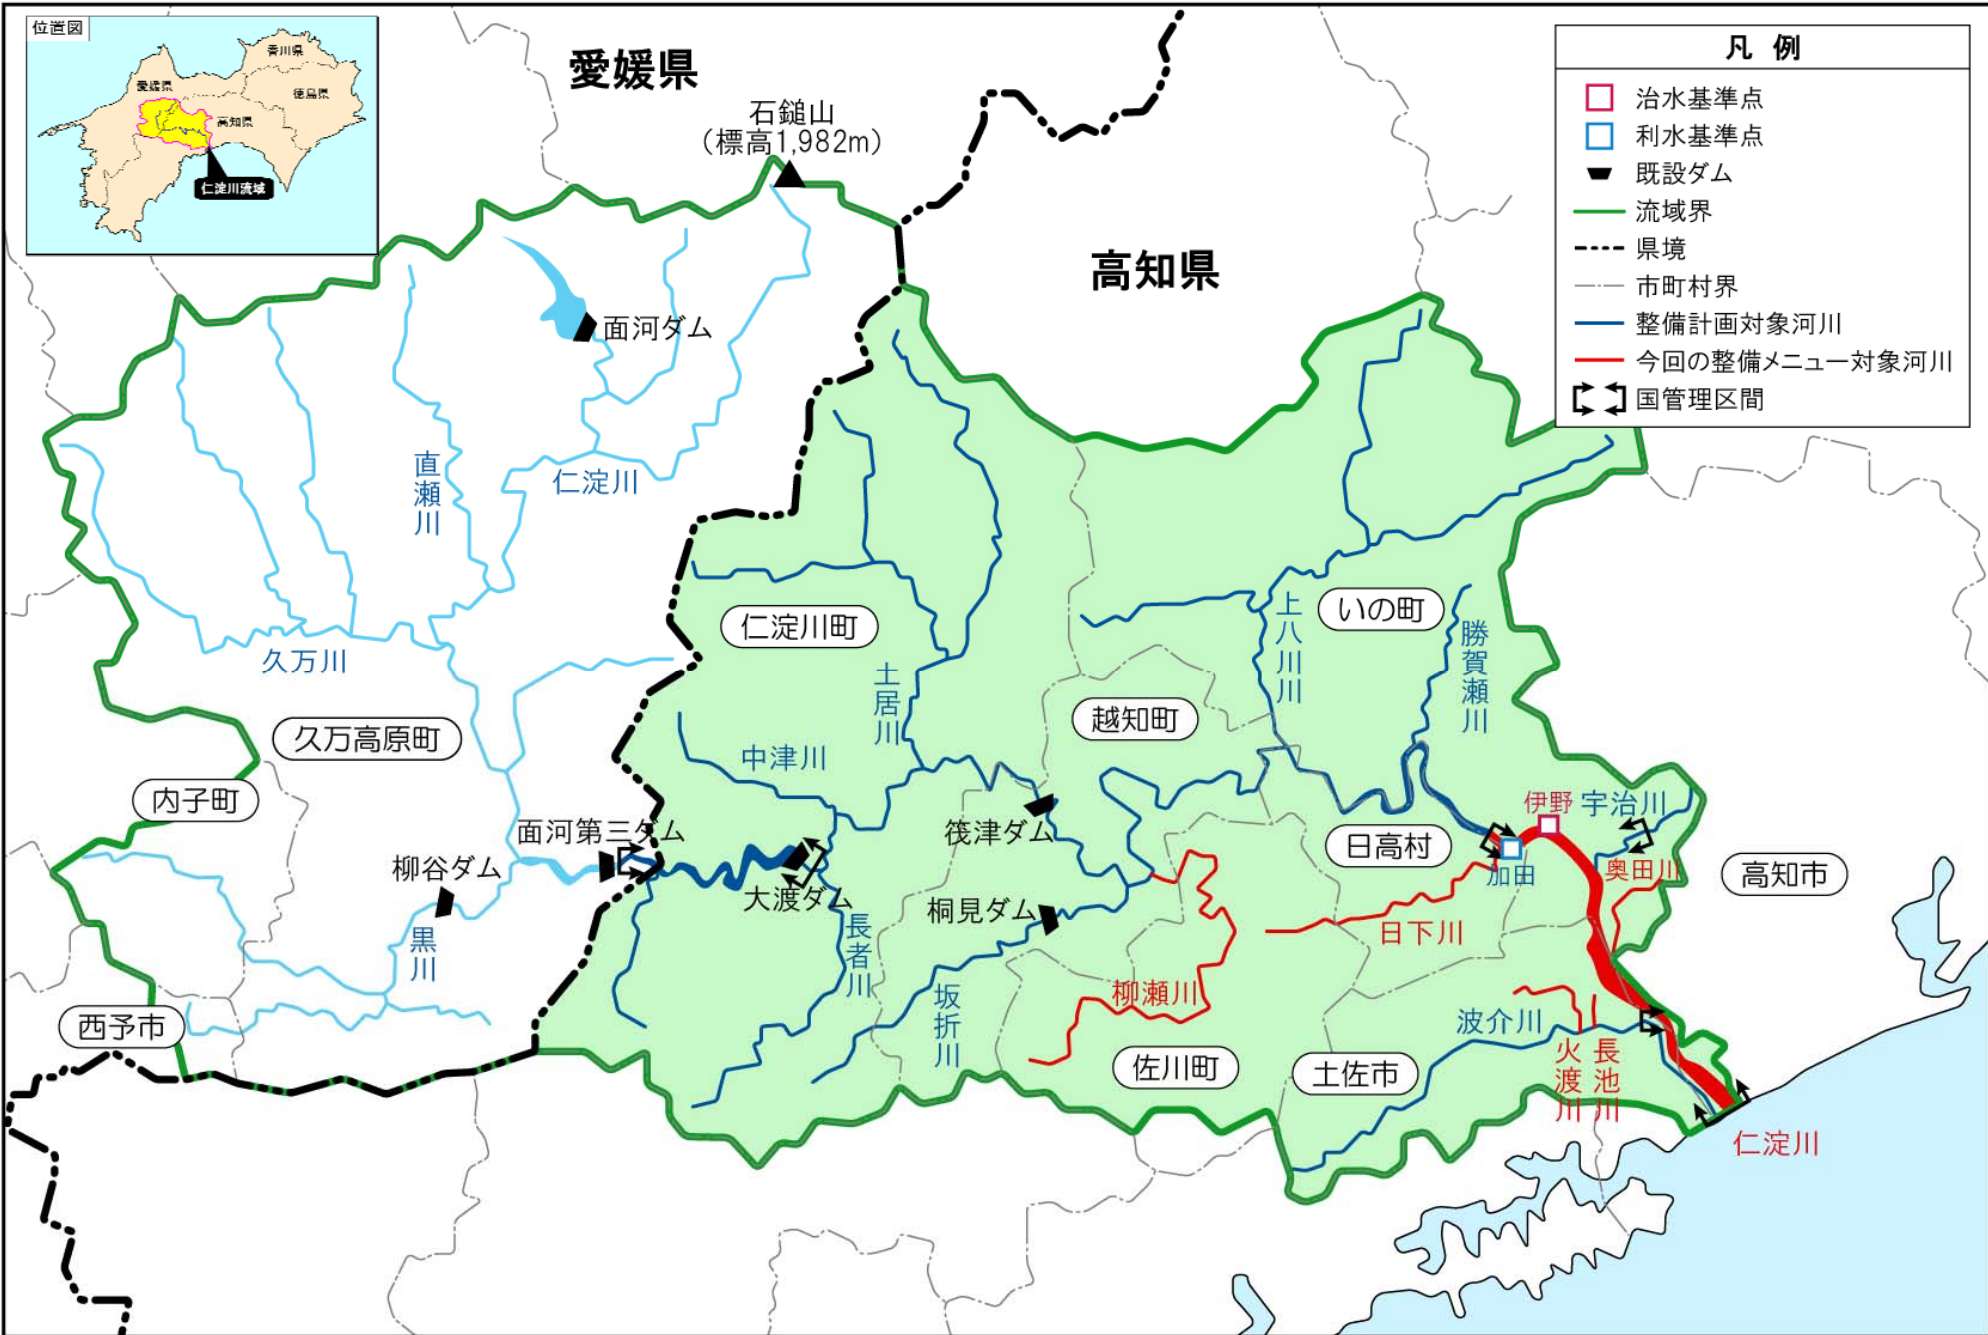 位置図
香川県
愛媛県
徳島県
高知県
仁淀川流域
愛媛県
石鎚山
(標高1,982m)
高知県
凡 例
治水基準点
利水基準点
既設ダム
流域界
県境
市町村界
整備計画対象河川
今回の整備メニュー対象河川
国管理区間
面河ダム
直瀬川
仁淀川
久万川
久万高原町
内子町
西予市
面河第三ダム
柳谷ダム
黒川
仁淀川町
土居川
中津川
大渡ダム
長者川
筏津ダム
桐見ダム
坂折川
越知町
上八川川
いの町
勝賀瀬川
日高村
伊野
宇治川
加田
奥田川
高知市
日下川
柳瀬川
佐川町
土佐市
波介川
火渡川
長池川
仁淀川